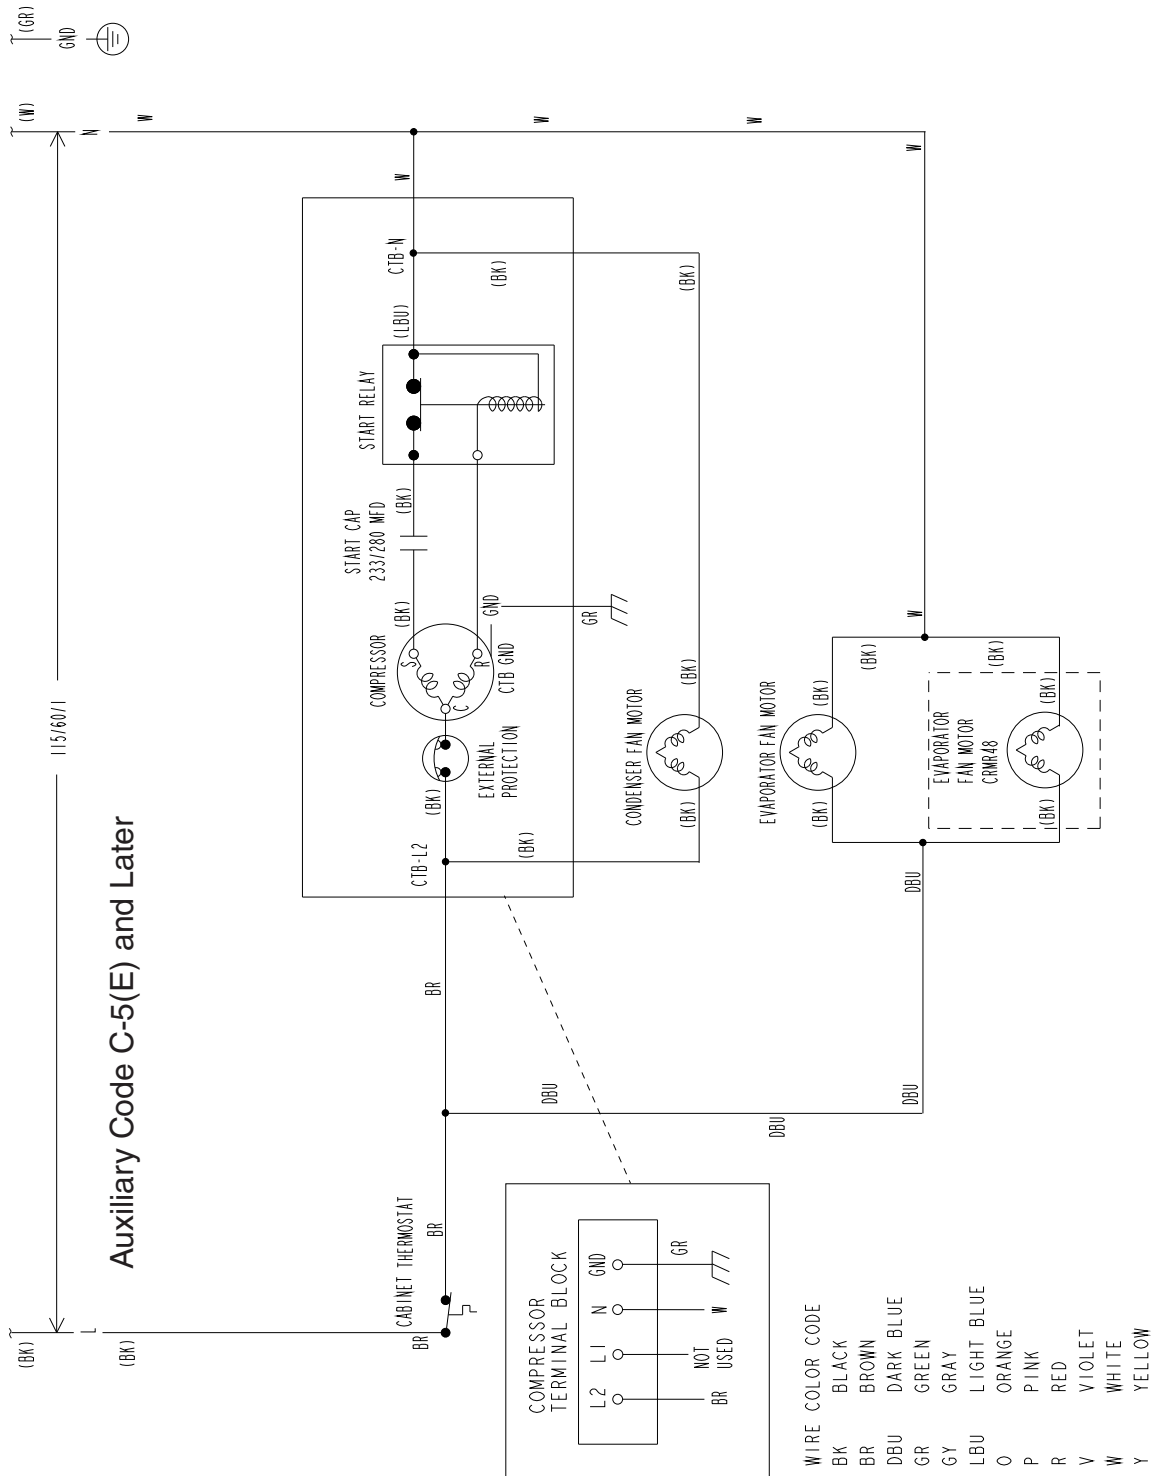 (BK)
(W)
(GR)
115/60/1
L
N
GND
Auxiliary Code C-5(E) and Later
(BK)
W
START CAP
233/280 MFD
START RELAY
COMPRESSOR
CTB-N
W
CABINET THERMOSTAT
BR
BR
BR
CTB-L2
(BK)
EXTERNAL
PROTECTION
S
C
R
(BK)
(BK)
(LBU)
GND
CTB GND
(BK)
(BK)
W
DBU
GR
CONDENSER FAN MOTOR
(BK)
(BK)
(BK)
W
DBU
EVAPORATOR FAN MOTOR
(BK)
(BK)
(BK)
W
W
DBU
DBU
EVAPORATOR
FAN MOTOR
CRMR48
(BK)
(BK)
(BK)
COMPRESSOR
TERMINAL BLOCK
L2
L1
N
GND
BR
NOT
USED
W
GR
WIRE COLOR CODE
BK BLACK
BR BROWN
DBU DARK BLUE
GR GREEN
GY GRAY
LBU LIGHT BLUE
O ORANGE
P PINK
R RED
V VIOLET
W WHITE
Y YELLOW